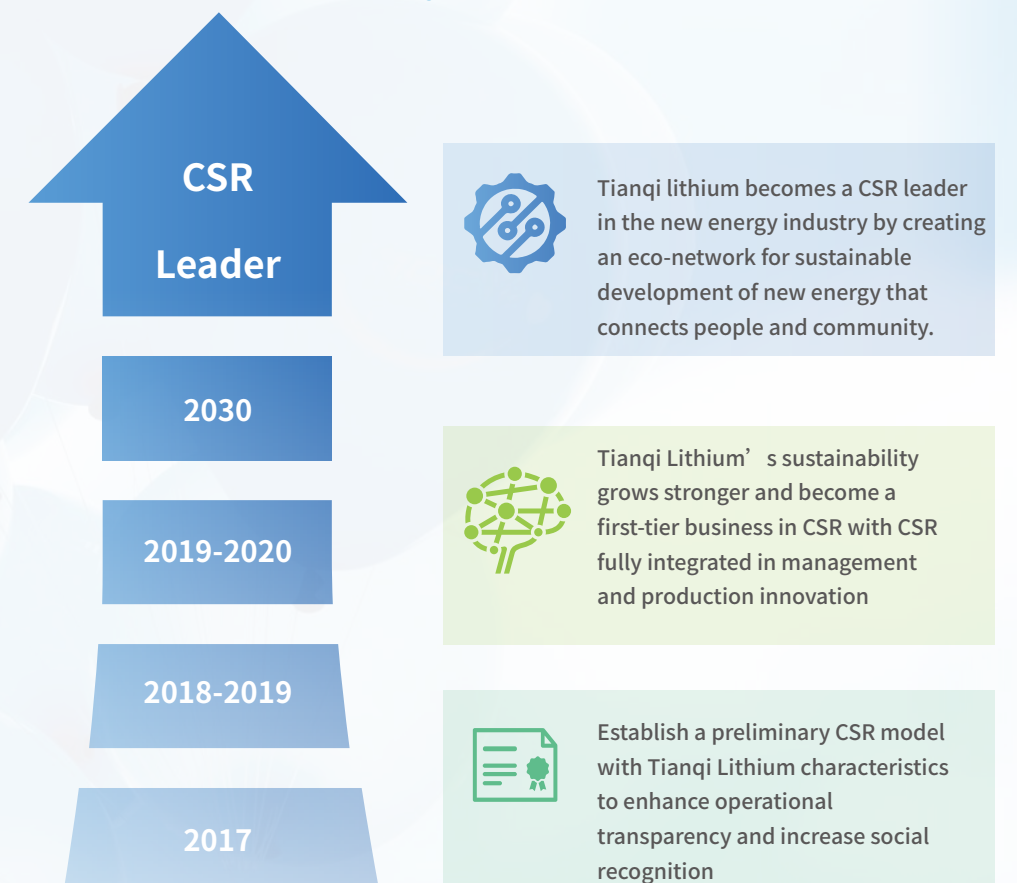 CSR
Leader
2030
2019-2020
2018-2019
2017
Tianqi lithium becomes a CSR leader
in the new energy industry by creating
an eco-network for sustainable
development of new energy that
connects people and community.
Tianqi Lithium’ s sustainability
grows stronger and become a
first-tier business in CSR with CSR
fully integrated in management
and production innovation
Establish a preliminary CSR model
with Tianqi Lithium characteristics
to enhance operational
transparency and increase social
recognition